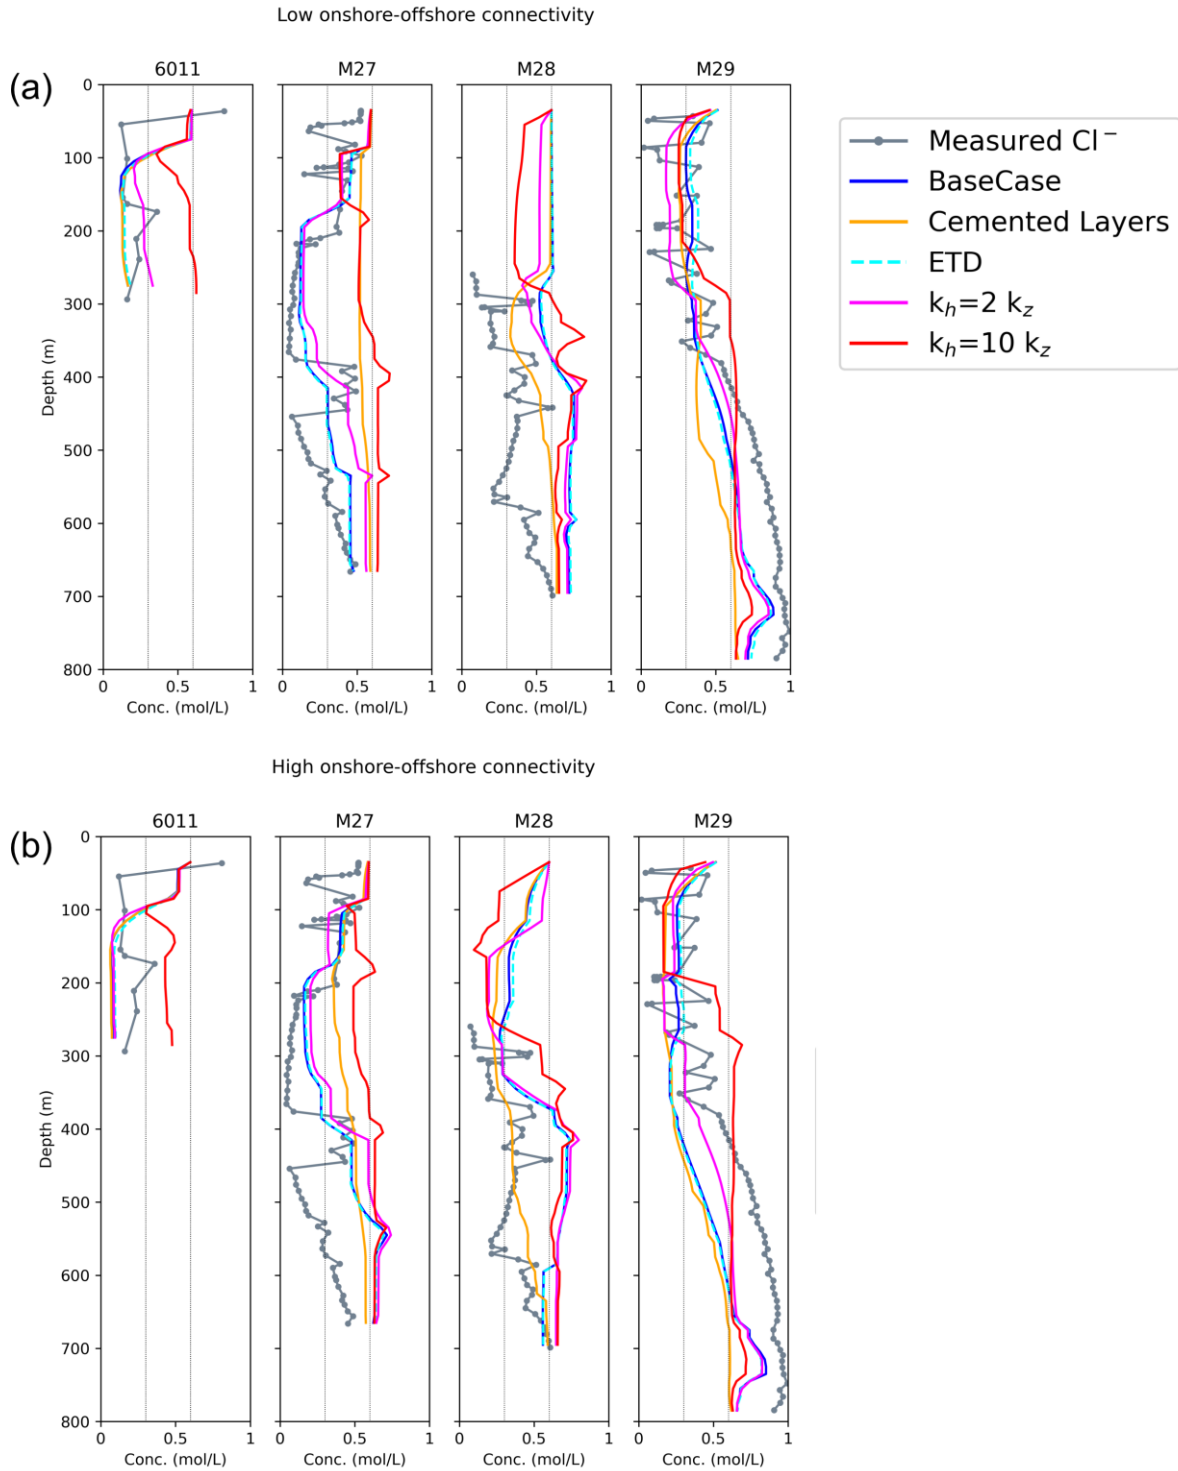 Low onshore-offshore connectivity
(a)
6011 M27 M28 M29
0
100
200
300
400
500
600
700
800
Depth (m)
0 0.5 1 0 0.5 1 0 0.5 1 0 0.5 1
Conc. (mol/L) Conc. (mol/L) Conc. (mol/L) Conc. (mol/L)
Measured Cl⁻
BaseCase
Cemented Layers
ETD
kₕ=2 k_z
kₕ=10 k_z
High onshore-offshore connectivity
(b)
6011 M27 M28 M29
0
100
200
300
400
500
600
700
800
Depth (m)
0 0.5 1 0 0.5 1 0 0.5 1 0 0.5 1
Conc. (mol/L) Conc. (mol/L) Conc. (mol/L) Conc. (mol/L)